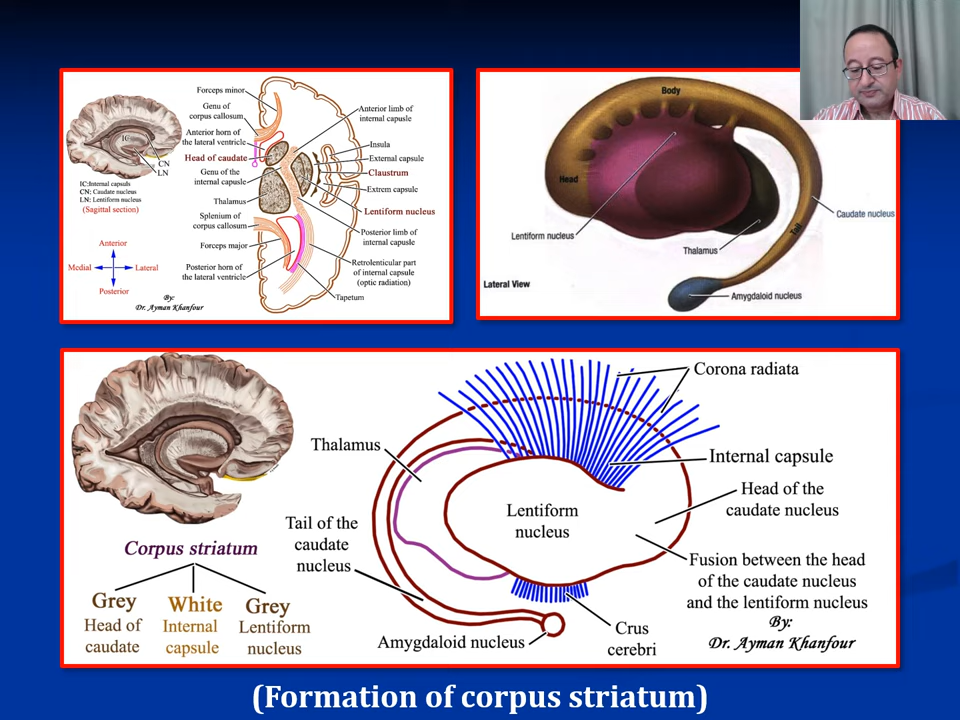 Forceps minor
Genu of
corpus callosum
Anterior horn of
the lateral ventricle
Head of caudate
Genu of the
internal capsule
Thalamus
Splenium of
corpus callosum
Forceps major
Posterior horn of
the lateral ventricle
Anterior limb of
internal capusle
Insula
External capsule
Claustrum
Extrem capsule
Lentiform nucleus
Posterior limb of
internal capusle
Retrolenticular part
of internal capsule
(optic radiation)
Tapetum
IC
CN
LN
IC:Internal capsuls
CN: Caudate nucleus
LN: Lentiform nucleus
(Sagittal section)
Anterior
Medial
Lateral
Posterior
By:
Dr. Ayman Khanfour
Body
Head
Tail
Caudate nucleus
Lentiform nucleus
Thalamus
Lateral View
Amygdaloid nucleus
Corona radiata
Thalamus
Internal capsule
Lentiform
nucleus
Head of the
caudate nucleus
Tail of the
caudate
nucleus
Fusion between the head
of the caudate nucleus
and the lentiform nucleus
Amygdaloid nucleus
Crus
cerebri
By:
Dr. Ayman Khanfour
Corpus striatum
Grey
Head of
caudate
White
Internal
capsule
Grey
Lentiform
nucleus
(Formation of corpus striatum)